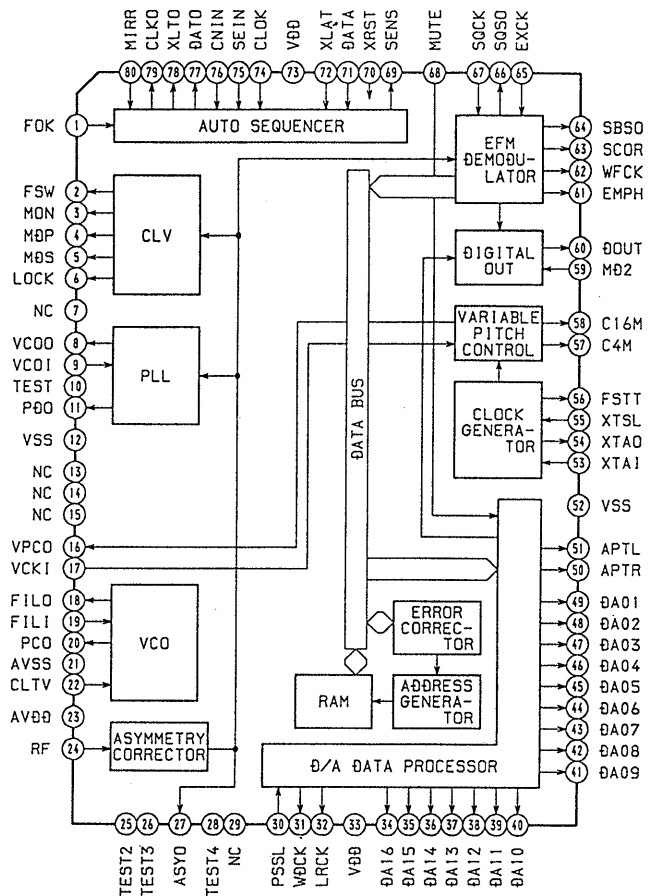 MIRR
CLKO
XLTO
DATO
CNIN
SEIN
CLOK
VDD
XLAT
DATA
XRST
SENS
MUTE
SQCK
SQSO
EXCK
80
79
78
77
76
75
74
73
72
71
70
69
68
67
66
65
FOK 1
AUTO SEQUENCER
EFM
DEMODU-
LATOR
64 SBSO
63 SCOR
62 WFCK
61 EMPH
FSW 2
MON 3
MDP 4
MDS 5
LOCK 6
CLV
DIGITAL
OUT
60 DOUT
59 MD2
NC 7
VCOO 8
VCOI 9
TEST 10
PDO 11
PLL
VARIABLE
PITCH
CONTROL
58 C16M
57 C4M
DATA BUS
CLOCK
GENERA-
TOR
56 FSTT
55 XTSL
54 XTAO
53 XTAI
VSS 12
NC 13
NC 14
NC 15
52 VSS
VPCO 16
VCKI 17
51 APTL
50 APTR
FILO 18
FILI 19
PCO 20
AVSS 21
CLTV 22
VCO
ERROR
CORREC-
TOR
RAM
ADDRESS
GENERA-
TOR
49 DA01
48 DA02
47 DA03
46 DA04
45 DA05
44 DA06
43 DA07
42 DA08
41 DA09
AVDD 23
RF 24
ASYMMETRY
CORRECTOR
D/A DATA PROCESSOR
25
26
27
28
29
30
31
32
33
34
35
36
37
38
39
40
TEST2
TEST3
ASYO
TEST4
NC
PSSL
WDCK
LRCK
VDD
DA16
DA15
DA14
DA13
DA12
DA11
DA10